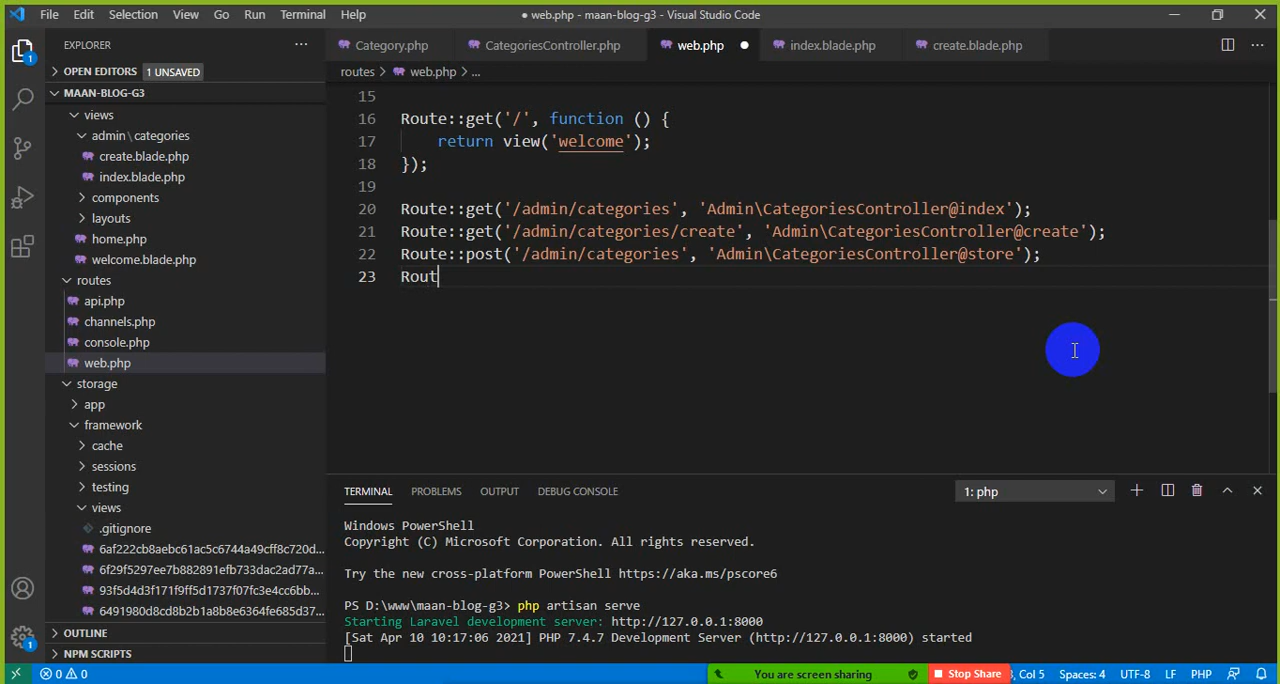 File Edit Selection View Go Run Terminal Help
● web.php - maan-blog-g3 - Visual Studio Code
EXPLORER
Category.php
CategoriesController.php
web.php
index.blade.php
create.blade.php
OPEN EDITORS 1 UNSAVED
routes > web.php > ...
MAAN-BLOG-G3
views
admin\categories
create.blade.php
index.blade.php
components
layouts
home.php
welcome.blade.php
routes
api.php
channels.php
console.php
web.php
storage
app
framework
cache
sessions
testing
views
.gitignore
6af222cb8aebc61ac5c6744a49cff8c720d...
6f29f5297ee7b882891efb733dac2ad77a...
93f5d4d3f171f9ff5d1737f07fc3e4cc6bb...
6491980d8cd8b2b1a8b8e6364fe685d37...
OUTLINE
NPM SCRIPTS
15
16 Route::get('/', function () {
17 return view('welcome');
18 });
19
20 Route::get('/admin/categories', 'Admin\CategoriesController@index');
21 Route::get('/admin/categories/create', 'Admin\CategoriesController@create');
22 Route::post('/admin/categories', 'Admin\CategoriesController@store');
23 Rout
TERMINAL PROBLEMS OUTPUT DEBUG CONSOLE
1: php
Windows PowerShell
Copyright (C) Microsoft Corporation. All rights reserved.
Try the new cross-platform PowerShell https://aka.ms/pscore6
PS D:\www\maan-blog-g3> php artisan serve
Starting Laravel development server: http://127.0.0.1:8000
[Sat Apr 10 10:17:06 2021] PHP 7.4.7 Development Server (http://127.0.0.1:8000) started
0 0
You are screen sharing
Stop Share
3, Col 5 Spaces: 4 UTF-8 LF PHP
1
1